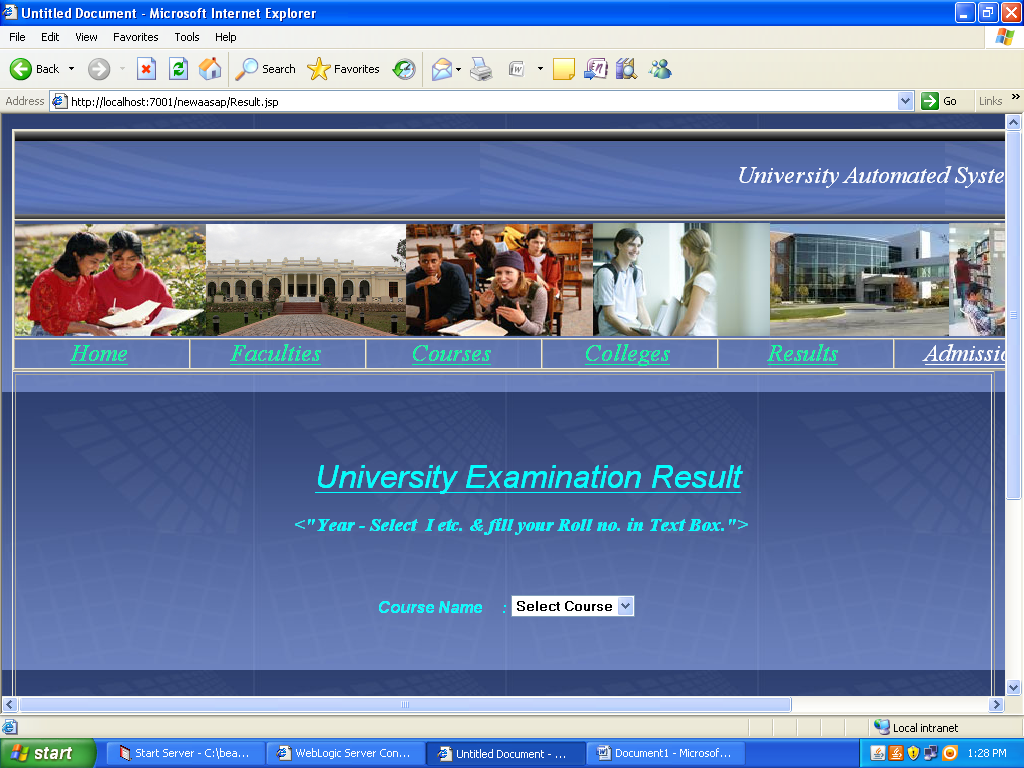 Untitled Document - Microsoft Internet Explorer
File Edit View Favorites Tools Help
Back Search Favorites
Address http://localhost:7001/newaasap/Result.jsp Go Links »
University Automated Syste
Home Faculties Courses Colleges Results Admissio
University Examination Result
<"Year - Select I etc. & fill your Roll no. in Text Box.">
Course Name : Select Course
Local intranet
start Start Server - C:\bea... WebLogic Server Con... Untitled Document - ... Document1 - Microsof... 1:28 PM